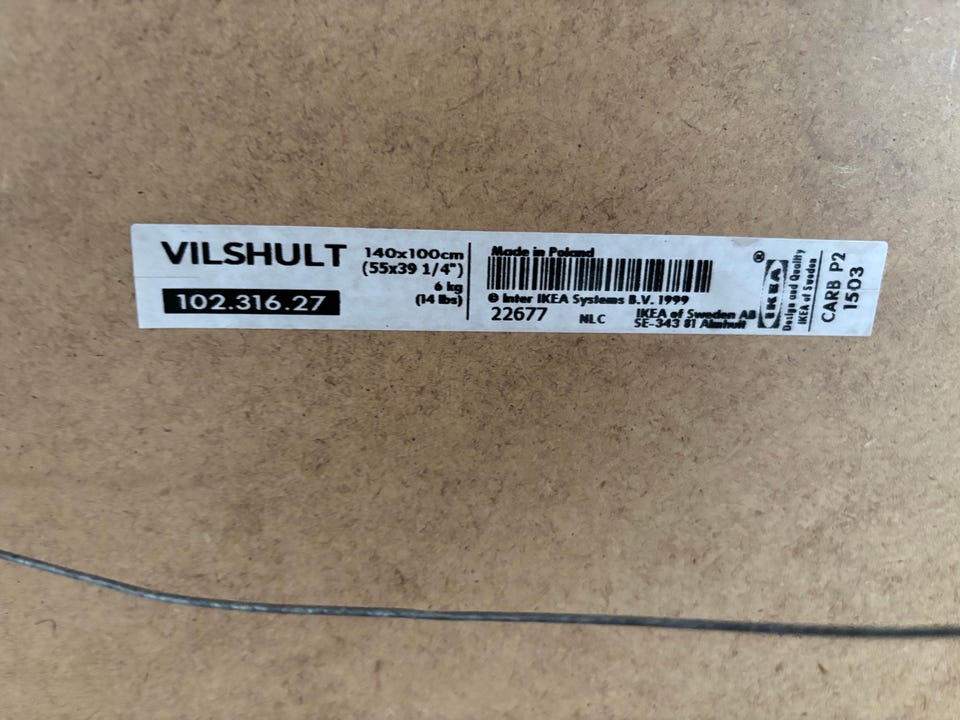 VILSHULT
102.316.27
140x100cm
(55x39 1/4")
6 kg
(14 lbs)
Made in Poland
© Inter IKEA Systems B.V. 1999
22677 NLC
IKEA of Sweden AB
SE-343 81 Älmhult
IKEA®
Design and Quality
IKEA of Sweden
CARB P2
1503